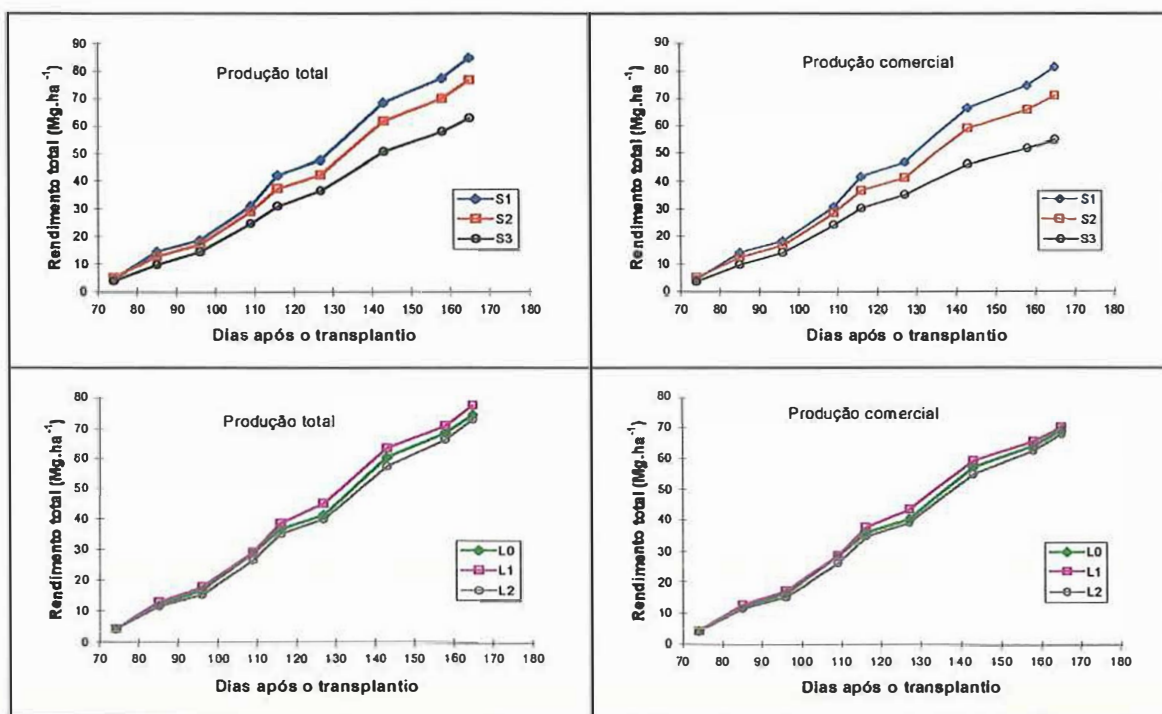 Produção total
Rendimento total (Mg.ha⁻¹)
90
80
70
60
50
40
30
20
10
0
S1
S2
S3
70 80 90 100 110 120 130 140 150 160 170 180
Dias após o transplantio
Produção comercial
Rendimento total (Mg.ha⁻¹)
90
80
70
60
50
40
30
20
10
0
S1
S2
S3
70 80 90 100 110 120 130 140 150 160 170 180
Dias após o transplantio
Produção total
Rendimento total (Mg.ha⁻¹)
80
70
60
50
40
30
20
10
0
L0
L1
L2
70 80 90 100 110 120 130 140 150 160 170 180
Dias após o transplantio
Produção comercial
Rendimento total (Mg.ha⁻¹)
80
70
60
50
40
30
20
10
0
L0
L1
L2
70 80 90 100 110 120 130 140 150 160 170 180
Dias após o transplantio